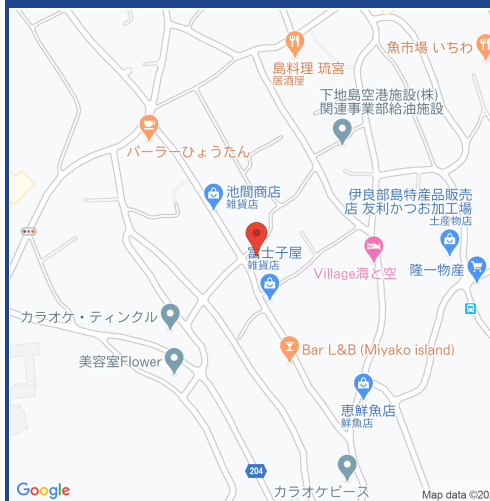 島料理 琉宮
居酒屋
魚市場 いちわ
下地島空港施設(株)
関連事業部給油施設
パーラーひょうたん
池間商店
雑貨店
伊良部島特産品販売
店 友利かつお加工場
土産物店
富士子屋
雑貨店
Village海と空
隆一物産
カラオケ・ティンクル
美容室Flower
Bar L&B (Miyako island)
恵鮮魚店
鮮魚店
204
カラオケピース
Google
Map data ©20